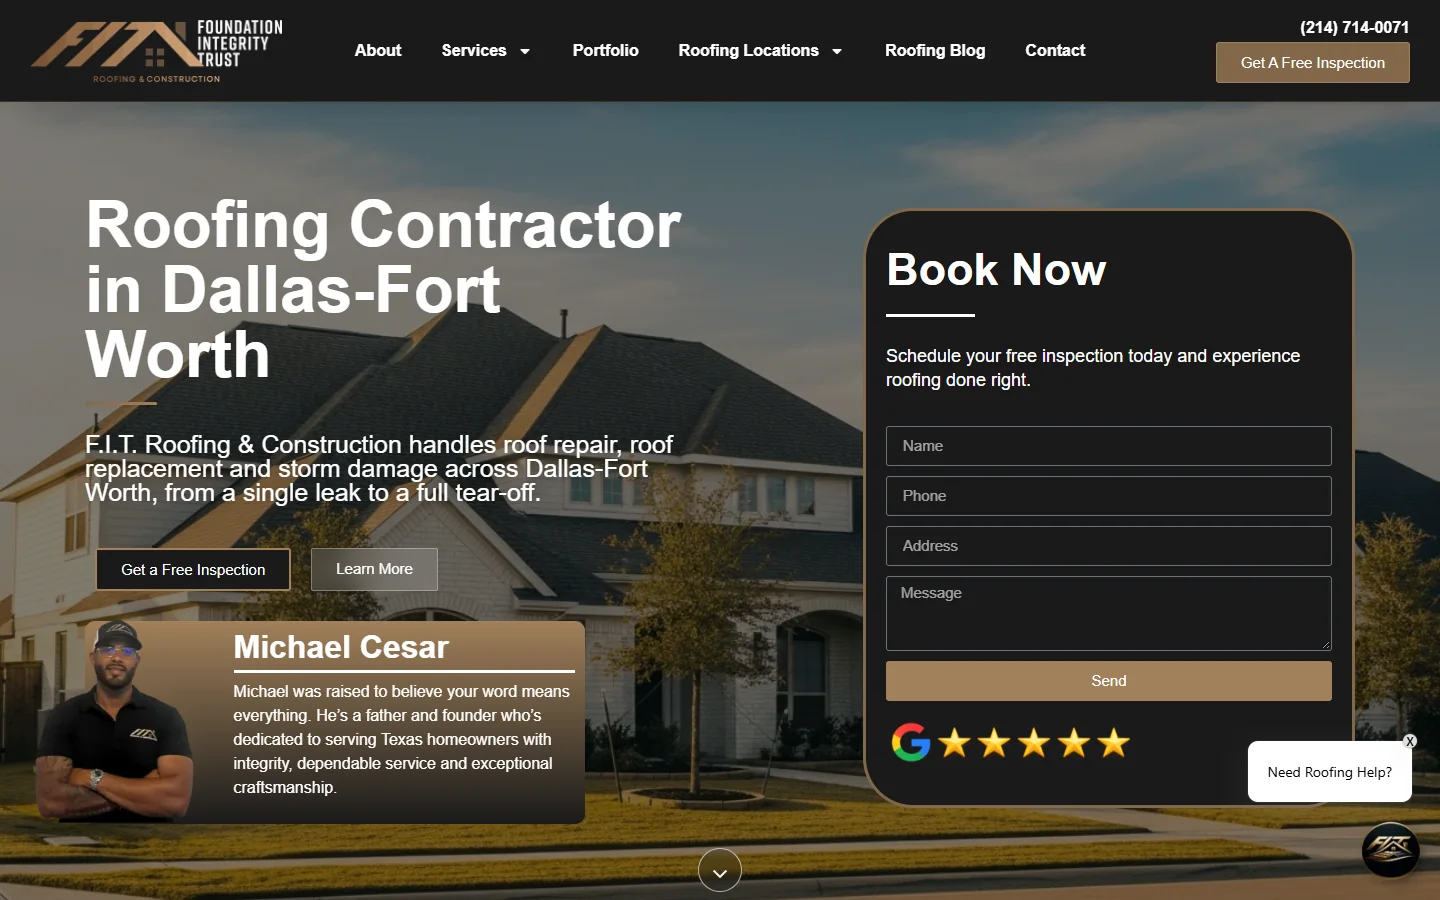 FOUNDATION
INTEGRITY
TRUST
ROOFING & CONSTRUCTION
About
Services
Portfolio
Roofing Locations
Roofing Blog
Contact
(214) 714-0071
Get A Free Inspection
Roofing Contractor
in Dallas-Fort
Worth
F.I.T. Roofing & Construction handles roof repair, roof
replacement and storm damage across Dallas-Fort
Worth, from a single leak to a full tear-off.
Get a Free Inspection
Learn More
Michael Cesar
Michael was raised to believe your word means
everything. He’s a father and founder who’s
dedicated to serving Texas homeowners with
integrity, dependable service and exceptional
craftsmanship.
Book Now
Schedule your free inspection today and experience
roofing done right.
Name
Phone
Address
Message
Send
G
X
Need Roofing Help?